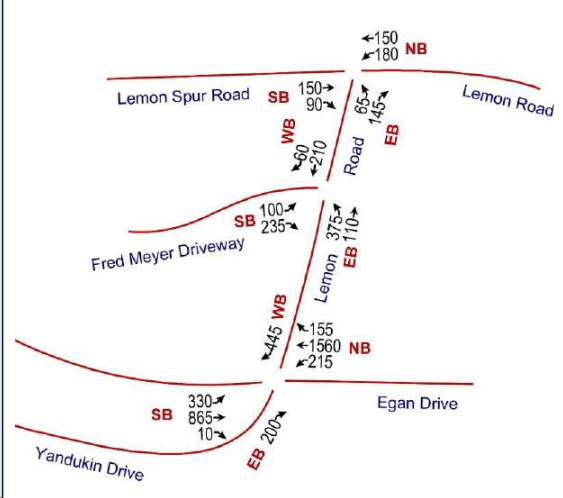 ←150
↙180 NB
Lemon Spur Road
SB 150→
90↘
65↗
145↗
EB
Lemon Road
WB
↙60
↙210
Road
SB 100↗
235↘
Fred Meyer Driveway
375↗
110↗
EB
Lemon
WB
↙445
↖155
←1560 NB
↙215
330↗
SB 865→
10↘
EB 200↗
Egan Drive
Yandukin Drive